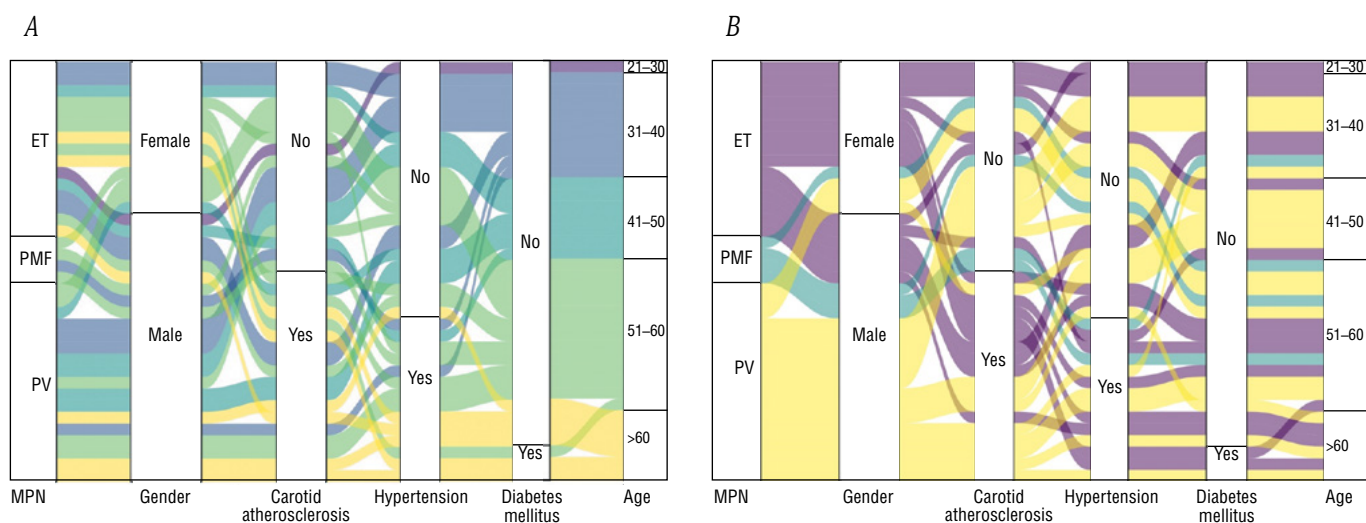 A
B
ET
PMF
PV
Female
Male
No
Yes
No
Yes
No
Yes
21–30
31–40
41–50
51–60
>60
MPN
Gender
Carotid
atherosclerosis
Hypertension
Diabetes
mellitus
Age
ET
PMF
PV
Female
Male
No
Yes
No
Yes
No
Yes
21–30
31–40
41–50
51–60
>60
MPN
Gender
Carotid
atherosclerosis
Hypertension
Diabetes
mellitus
Age